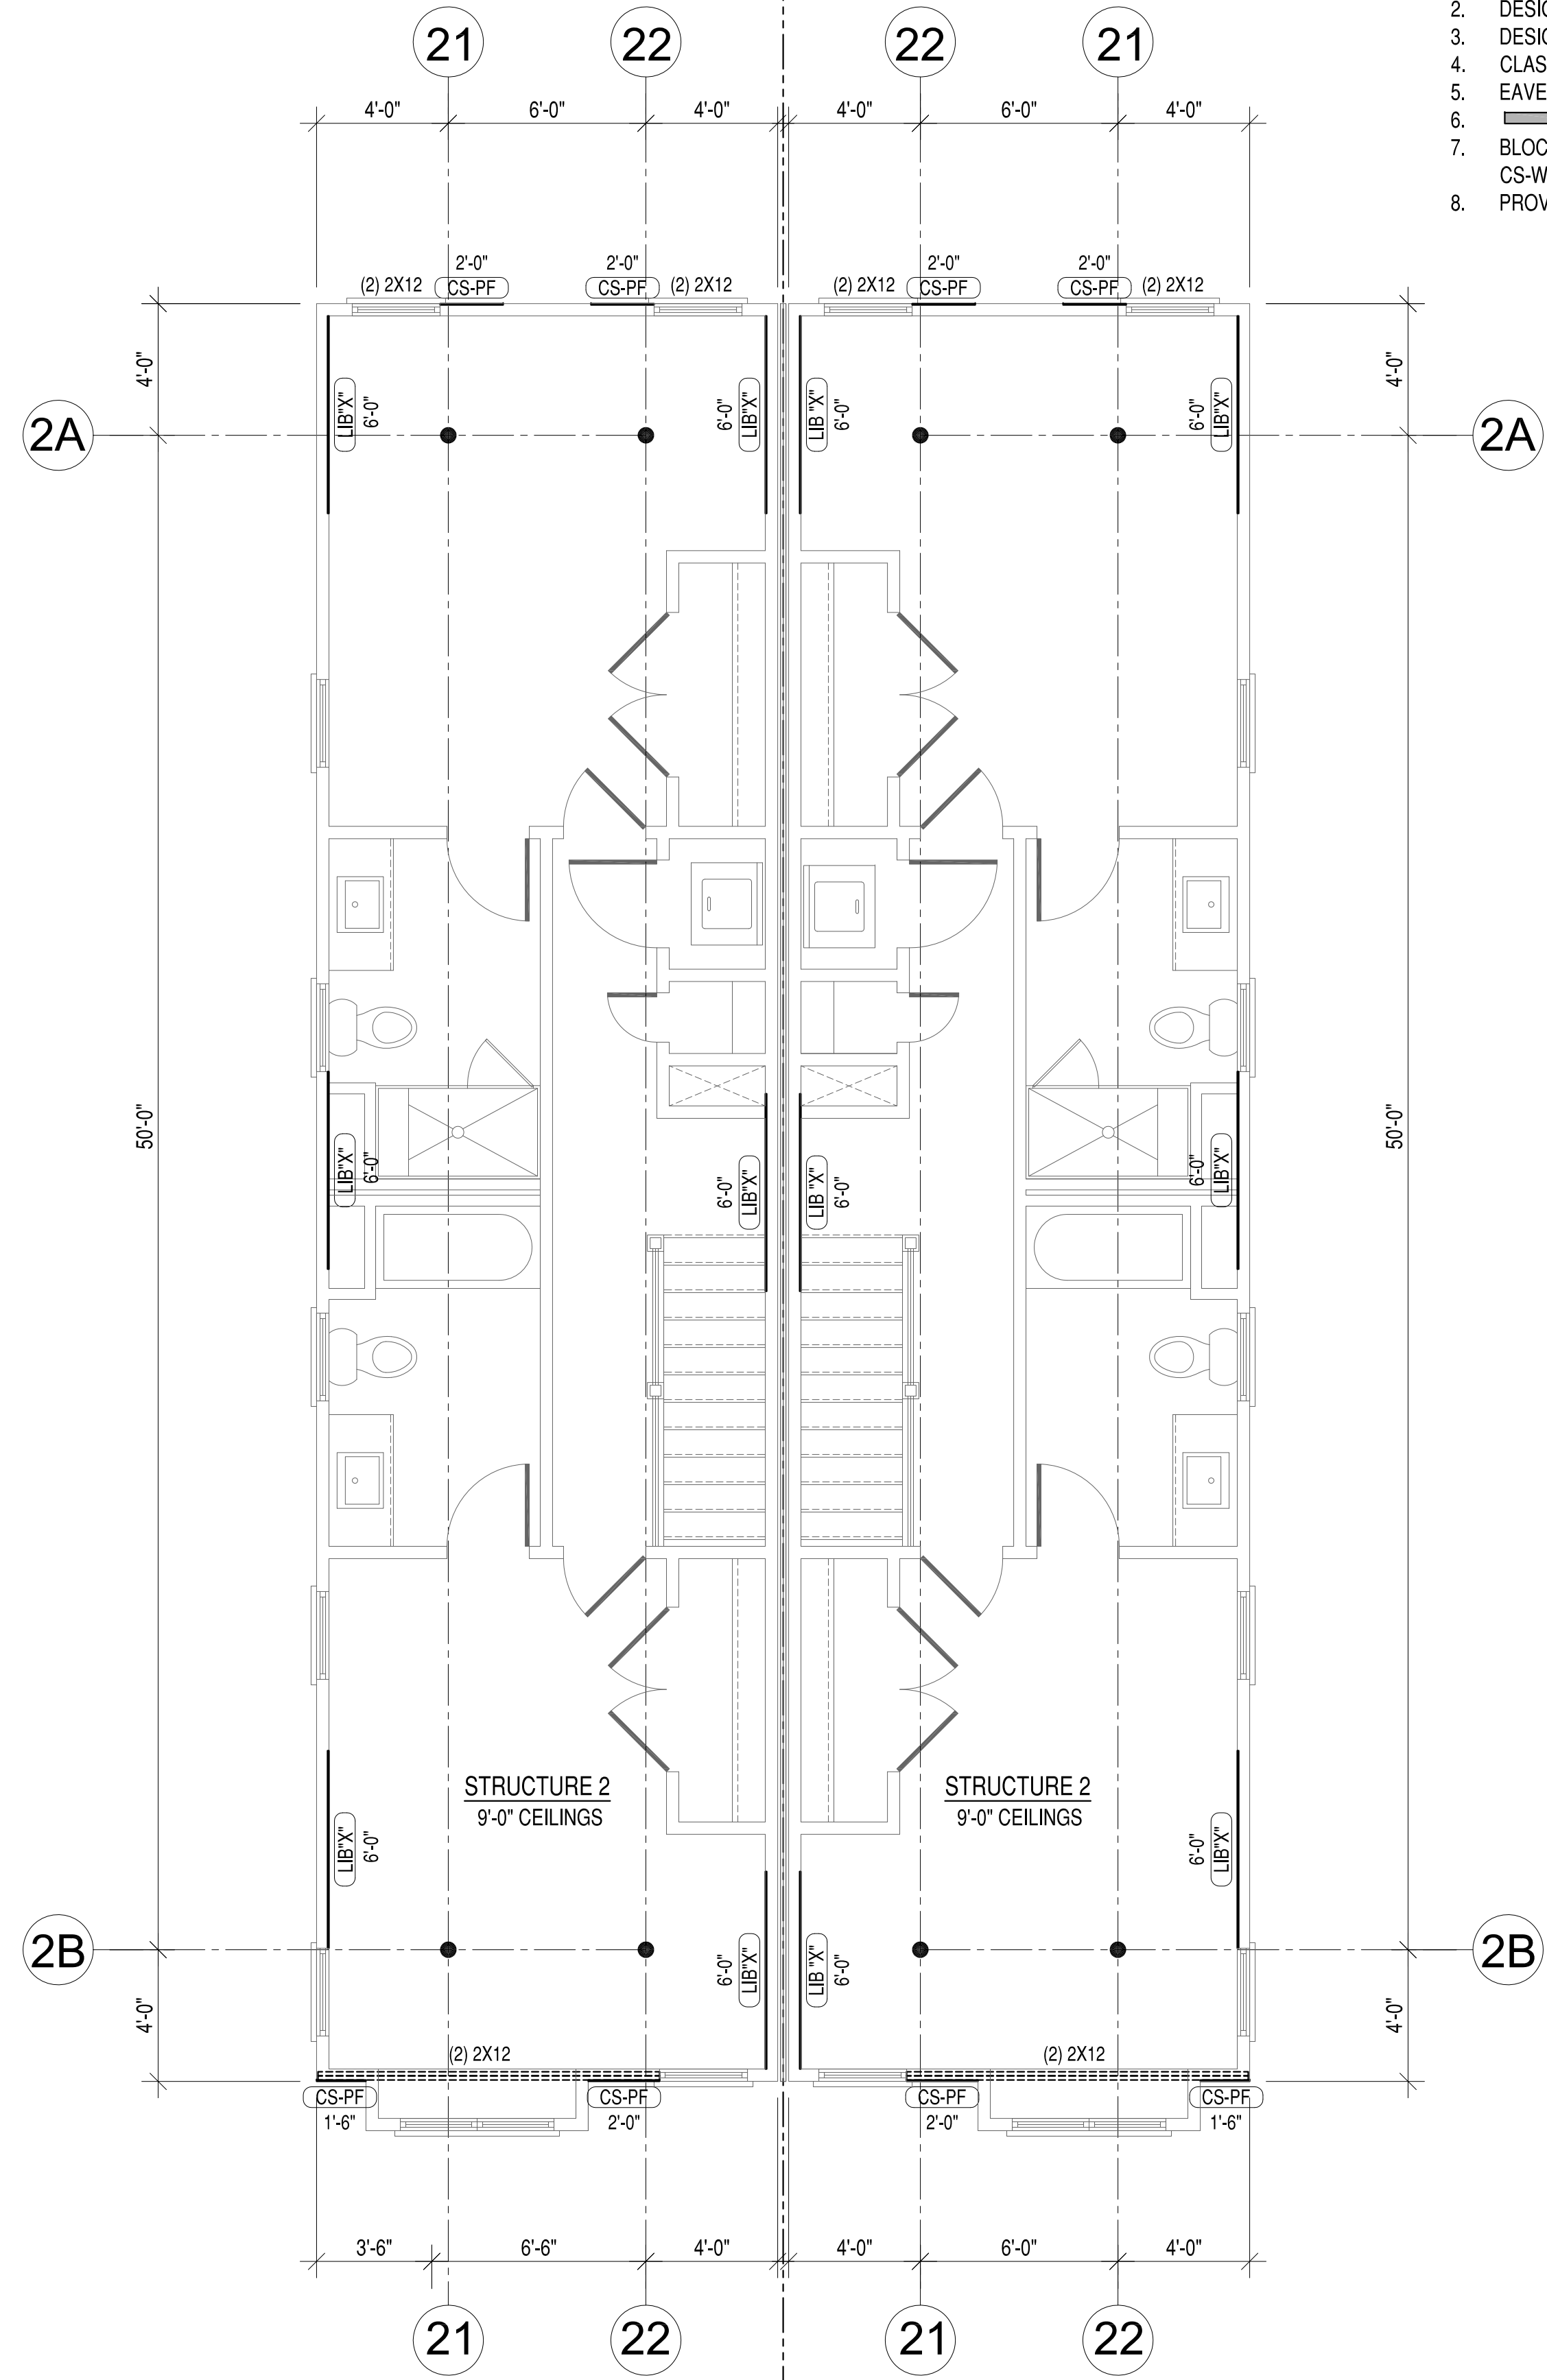 2. DESIG
3. DESIG
4. CLAS
5. EAVE
6.
7. BLOC
CS-W
8. PROV
21 22 22 21
4'-0" 6'-0" 4'-0" 4'-0" 6'-0" 4'-0"
2'-0" 2'-0" 2'-0" 2'-0"
(2) 2X12 CS-PF CS-PF (2) 2X12 (2) 2X12 CS-PF CS-PF (2) 2X12
4'-0" 4'-0"
LIB"X" 6'-0" 6'-0" LIB"X" LIB "X" 6'-0" 6'-0" LIB"X"
2A 2A
50'-0" 50'-0"
LIB"X" 6'-0" 6'-0" LIB"X" LIB "X" 6'-0" 6'-0" LIB"X"
STRUCTURE 2 STRUCTURE 2
9'-0" CEILINGS 9'-0" CEILINGS
LIB"X" 6'-0" 6'-0" LIB"X"
2B 2B
6'-0" LIB"X" LIB "X" 6'-0"
4'-0" 4'-0"
(2) 2X12 (2) 2X12
CS-PF CS-PF CS-PF CS-PF
1'-6" 2'-0" 2'-0" 1'-6"
3'-6" 6'-6" 4'-0" 4'-0" 6'-0" 4'-0"
21 22 21 22